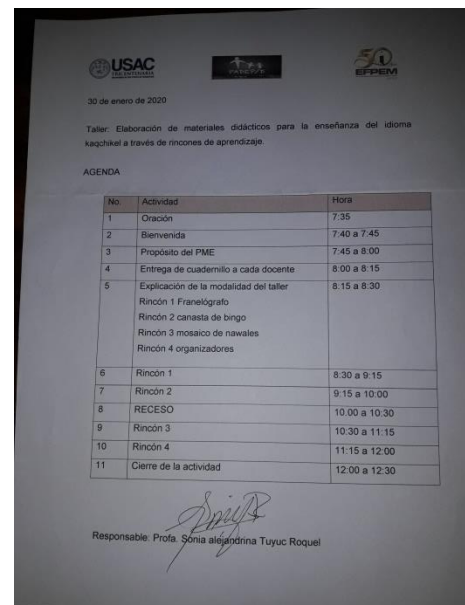 USAC
TRICENTENARIA
50
EFPEM
30 de enero de 2020
Taller: Elaboración de materiales didácticos para la enseñanza del idioma
kaqchikel a través de rincones de aprendizaje.
AGENDA
No. Actividad Hora
1 Oración 7:35
2 Bienvenida 7:40 a 7:45
3 Propósito del PME 7:45 a 8:00
4 Entrega de cuadernillo a cada docente 8:00 a 8:15
5 Explicación de la modalidad del taller 8:15 a 8:30
Rincón 1 Franelógrafo
Rincón 2 canasta de bingo
Rincón 3 mosaico de nawales
Rincón 4 organizadores
6 Rincón 1 8:30 a 9:15
7 Rincón 2 9:15 a 10:00
8 RECESO 10:00 a 10:30
9 Rincón 3 10:30 a 11:15
10 Rincón 4 11:15 a 12:00
11 Cierre de la actividad 12:00 a 12:30
Responsable: Profa. Sonia alejandrina Tuyuc Roquel